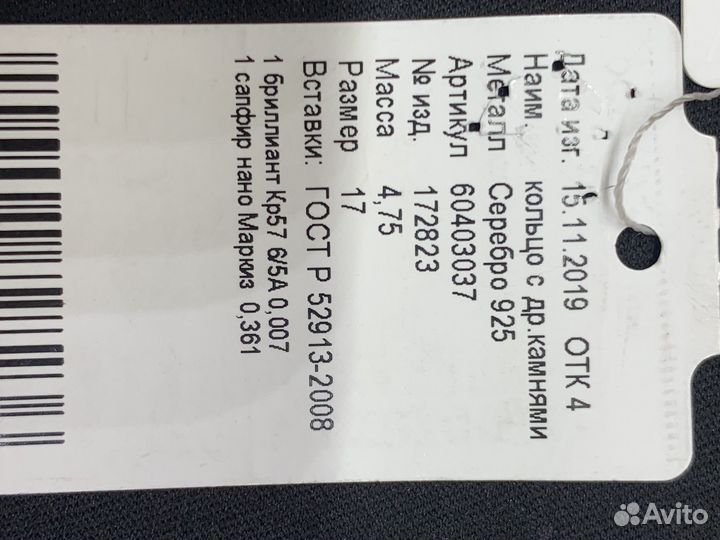 Дата изг. 15.11.2019 ОТК 4
Наим. кольцо с др.камнями
Металл Серебро 925
Артикул 60403037
№ изд. 172823
Масса 4,75
Размер 17
Вставки: ГОСТ Р 52913-2008
1 бриллиант Кр57 6/5А 0,007
1 сапфир нано Маркиз 0,361
Avito